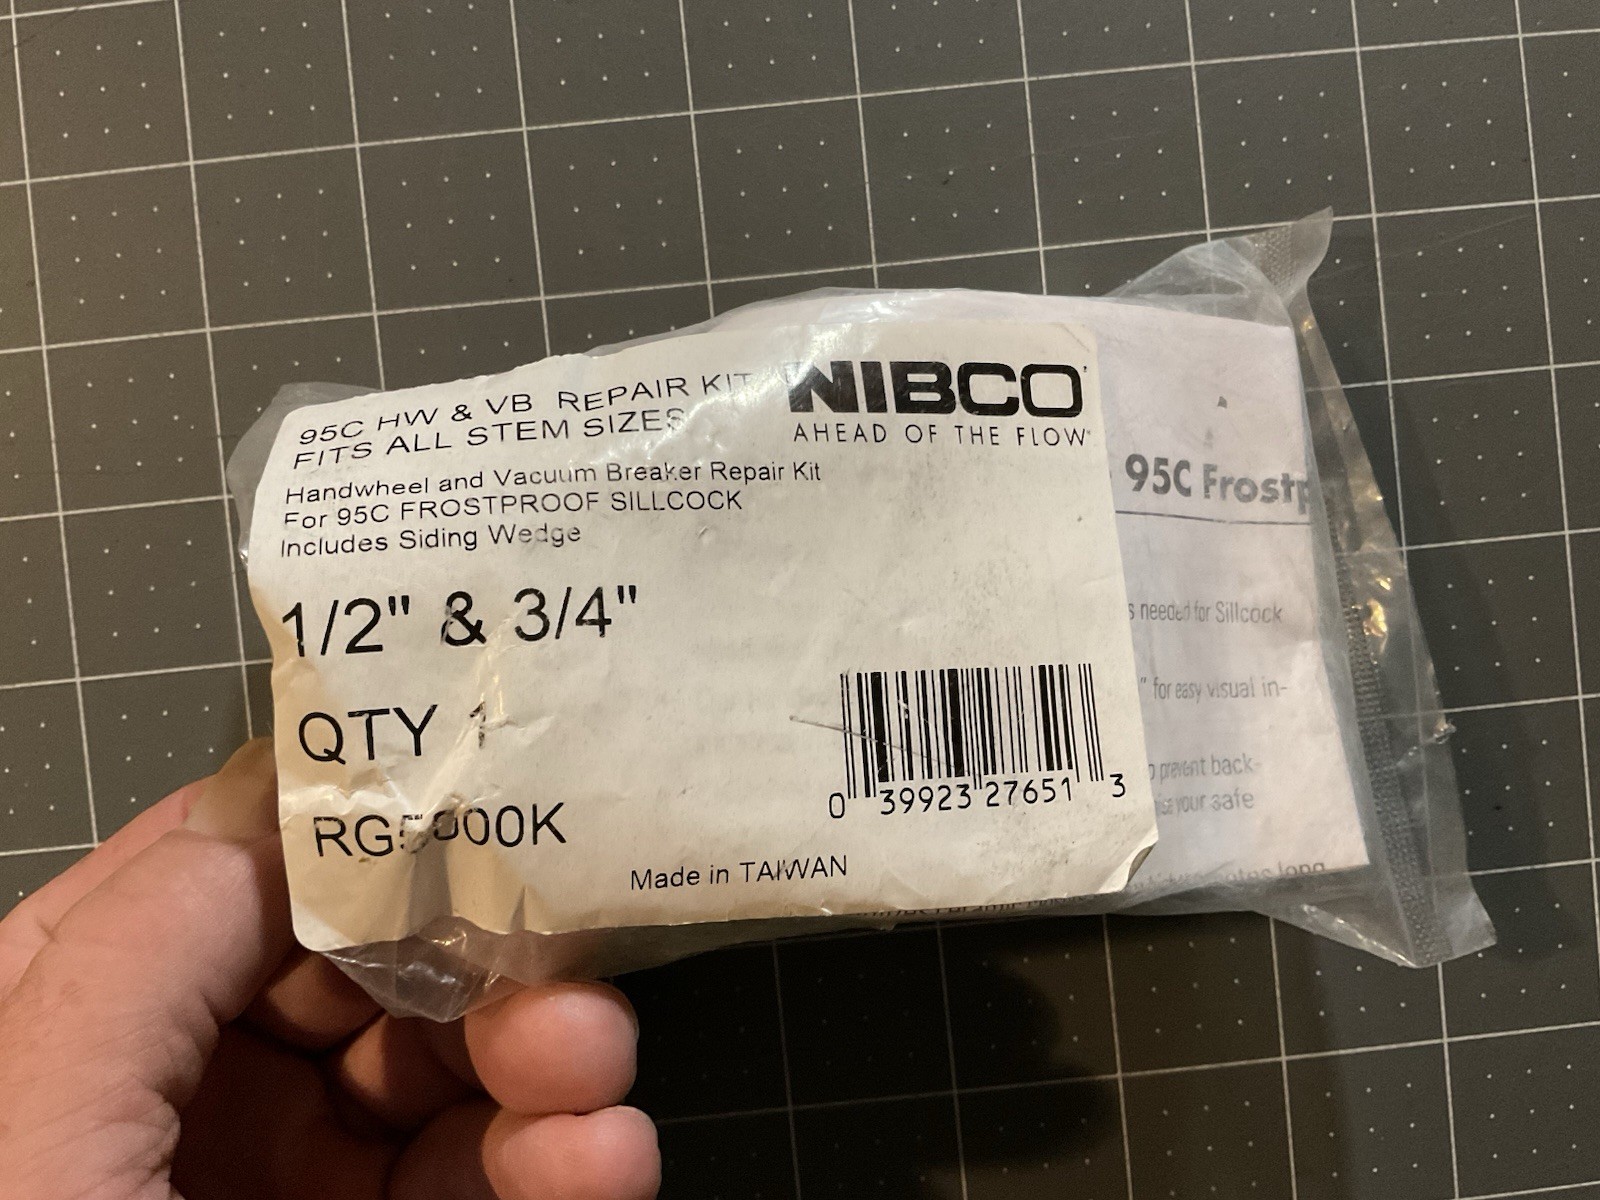 95C HW & VB REPAIR KIT
FITS ALL STEM SIZES
NIBCO
AHEAD OF THE FLOW
Handwheel and Vacuum Breaker Repair Kit
For 95C FROSTPROOF SILLCOCK
Includes Siding Wedge
1/2" & 3/4"
QTY 1
Made in TAIWAN
0 39923 27651 3
95C Frostp
needed for Sillcock
" for easy visual in-
prevent back-
your safe
long